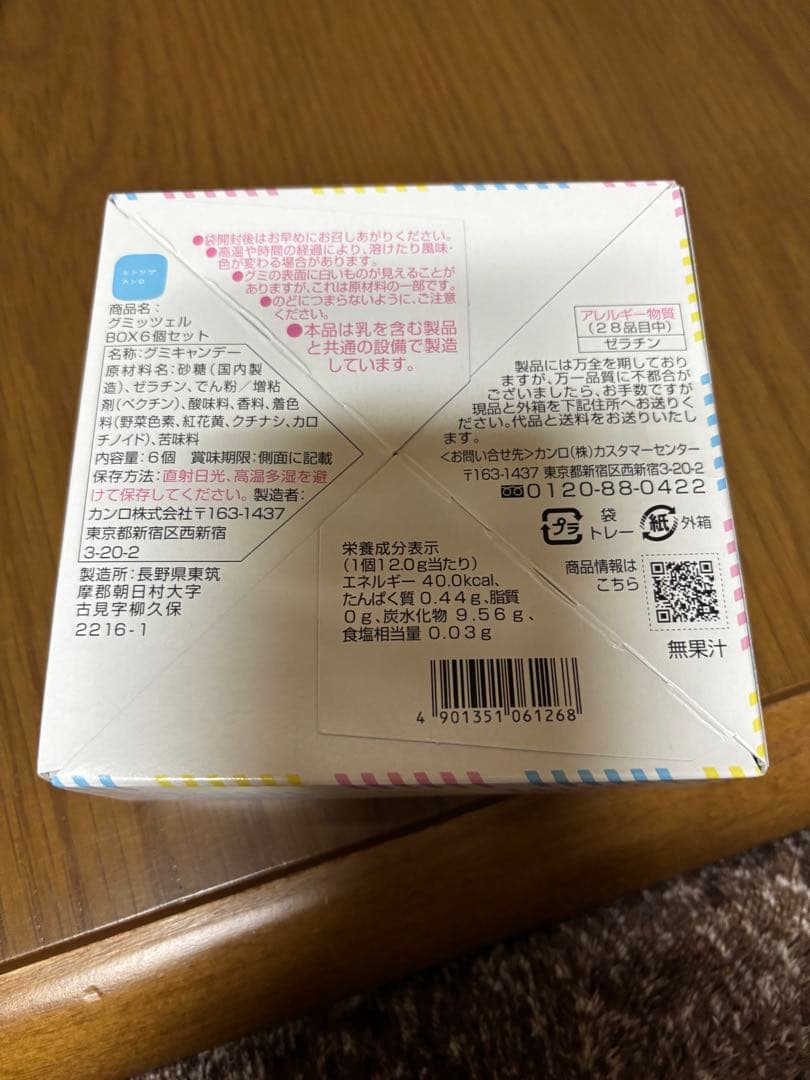 ●袋開封後はお早めにお召しあがりください。
●高温や時間の経過により、溶けたり風味・
色が変わる場合があります。
●グミの表面に白いものが見えることが
ありますが、これは原材料の一部です。
●のどにつまらないように、ご注意
ください。
●本品は乳を含む製品
と共通の設備で製造
しています。
商品名:
グミッツェル
BOX6個セット
名称:グミキャンデー
原材料名:砂糖(国内製
造)、ゼラチン、でん粉/増粘
剤(ペクチン)、酸味料、香料、着色
料(野菜色素、紅花黄、クチナシ、カロ
チノイド)、苦味料
内容量:6個 賞味期限:側面に記載
保存方法:直射日光、高温多湿を避
けて保存してください。製造者:
カンロ株式会社〒163-1437
東京都新宿区西新宿
3-20-2
製造所:長野県東筑
摩郡朝日村大字
古見字柳久保
2216-1
アレルギー物質
(28品目中)
ゼラチン
製品には万全を期しており
ますが、万一品質に不都合が
ございましたら、お手数ですが
現品と外箱を下記住所へお送りく
ださい。代品と送料をお送りいたし
ます。
<お問い合せ先>カンロ(株)カスタマーセンター
〒163-1437 東京都新宿区西新宿3-20-2
0120-88-0422
プラ 袋 トレー 紙 外箱
商品情報は
こちら
無果汁
栄養成分表示
(1個12.0g当たり)
エネルギー 40.0kcal、
たんぱく質 0.44g、脂質
0g、炭水化物 9.56g、
食塩相当量 0.03g
4 901351 061268